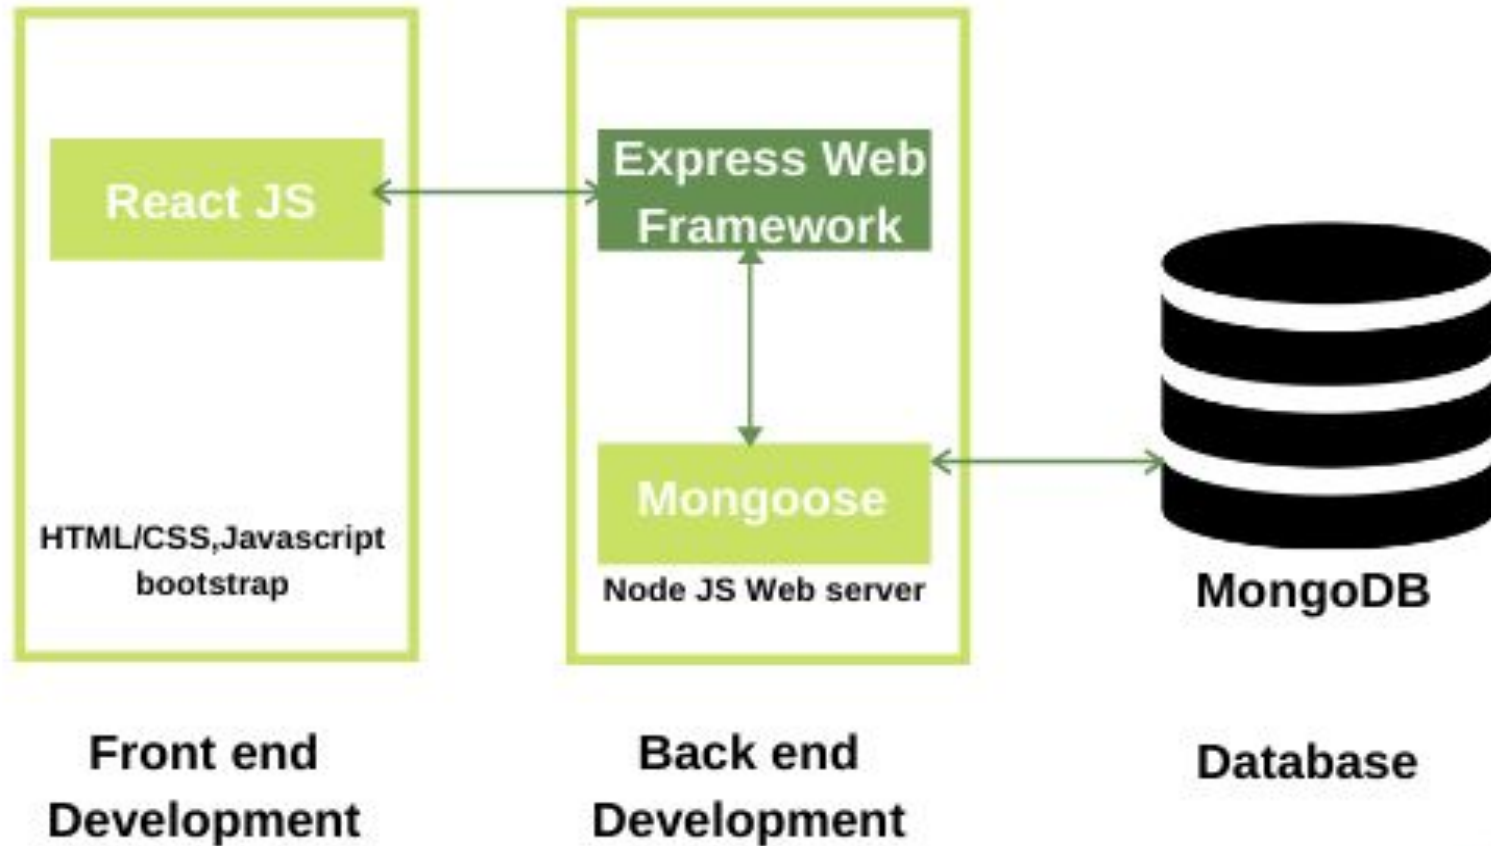 React JS
HTML/CSS,Javascript
bootstrap
Front end
Development
Express Web
Framework
Mongoose
Node JS Web server
Back end
Development
MongoDB
Database